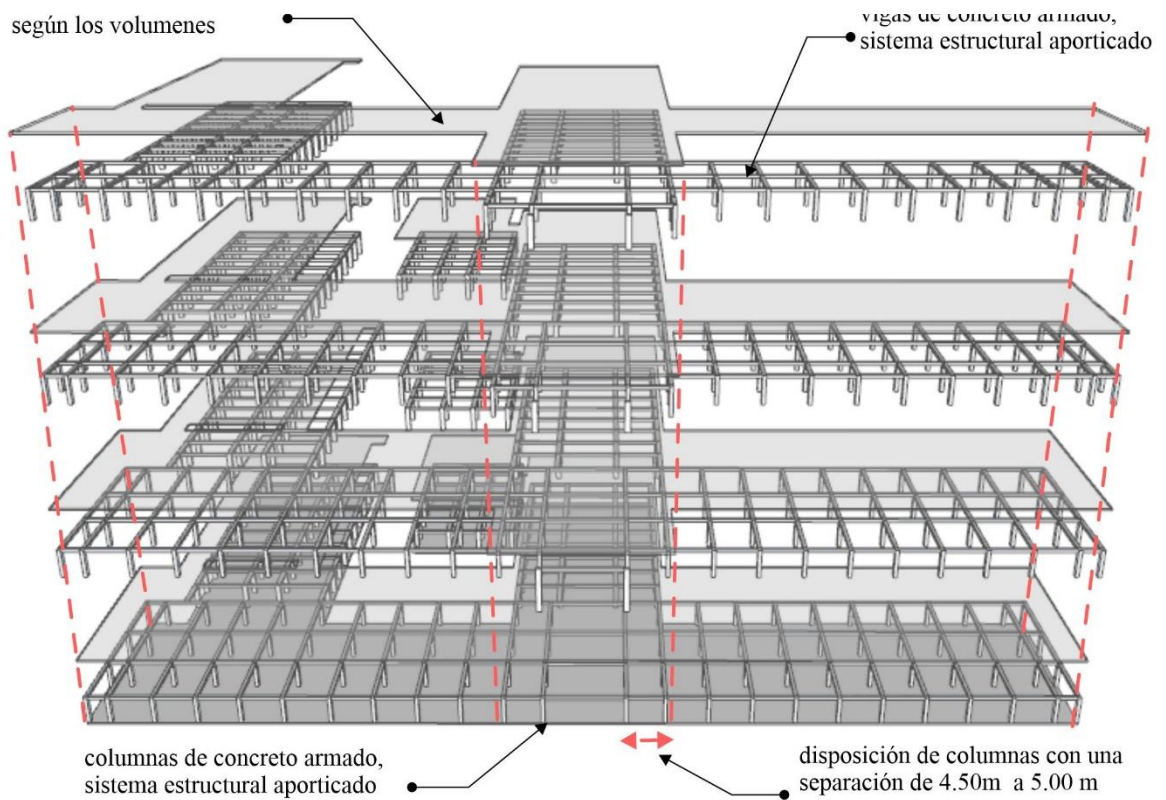 según los volumenes
vigas de concreto armado,
sistema estructural aporticado
columnas de concreto armado,
sistema estructural aporticado
disposición de columnas con una
separación de 4.50m a 5.00 m